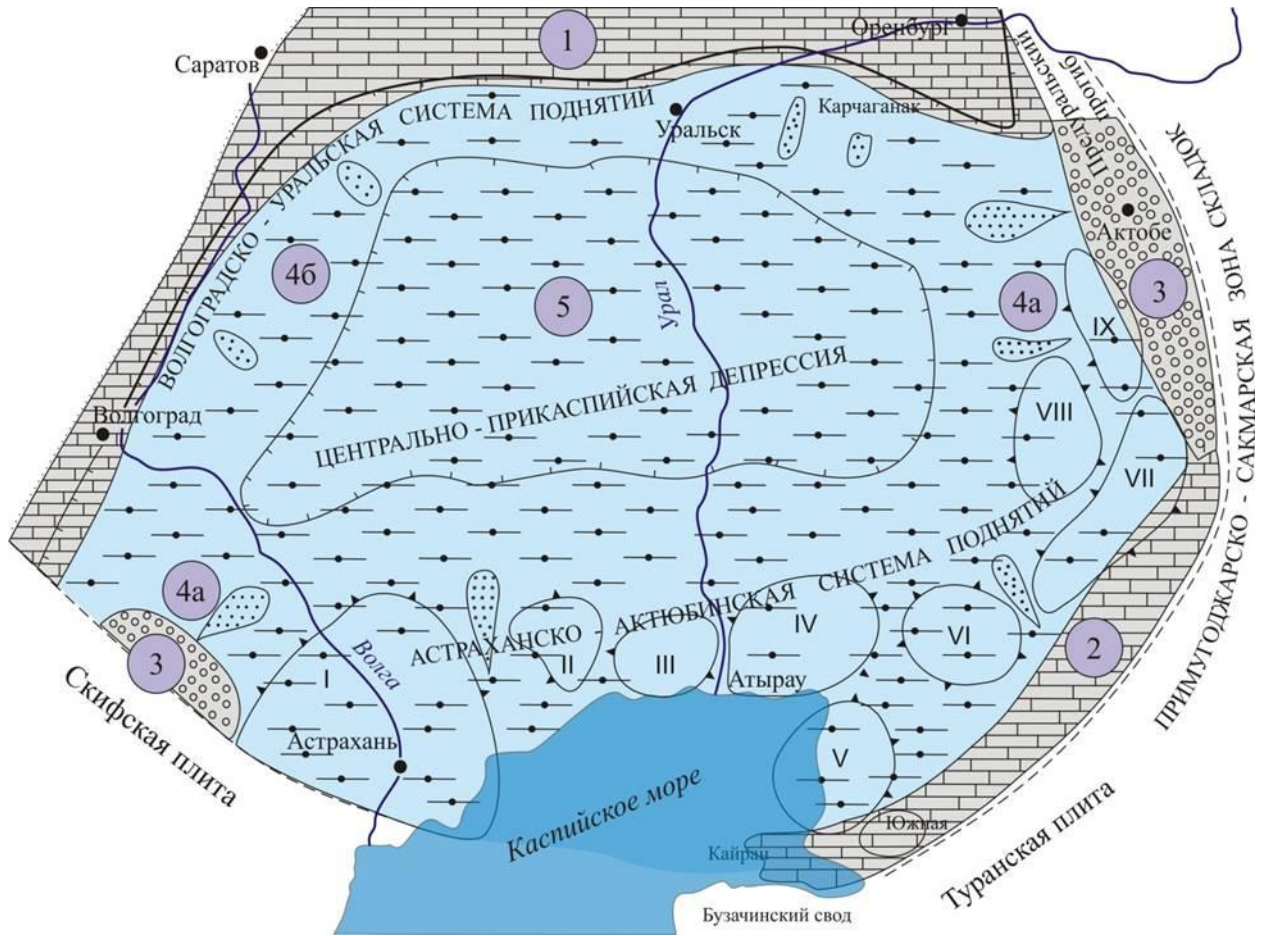 1
Оренбург
Саратов
Предуральский
прогиб
ВОЛГОГРАДСКО - УРАЛЬСКАЯ СИСТЕМА ПОДНЯТИЙ
Карчаганак
Уральск
ПРИМУГОДЖАРСКО - САКМАРСКАЯ ЗОНА СКЛАДОК
Актобе
4б
5
Урал
4а
3
IX
ЦЕНТРАЛЬНО - ПРИКАСПИЙСКАЯ ДЕПРЕССИЯ
Волгоград
VIII
VII
4а
АСТРАХАНСКО - АКТЮБИНСКАЯ СИСТЕМА ПОДНЯТИЙ
IV
VI
2
3
Волга
I
II
III
Атырау
Скифская плита
Астрахань
V
Каспийское море
Южная
Кайран
Туранская плита
Бузачинский свод